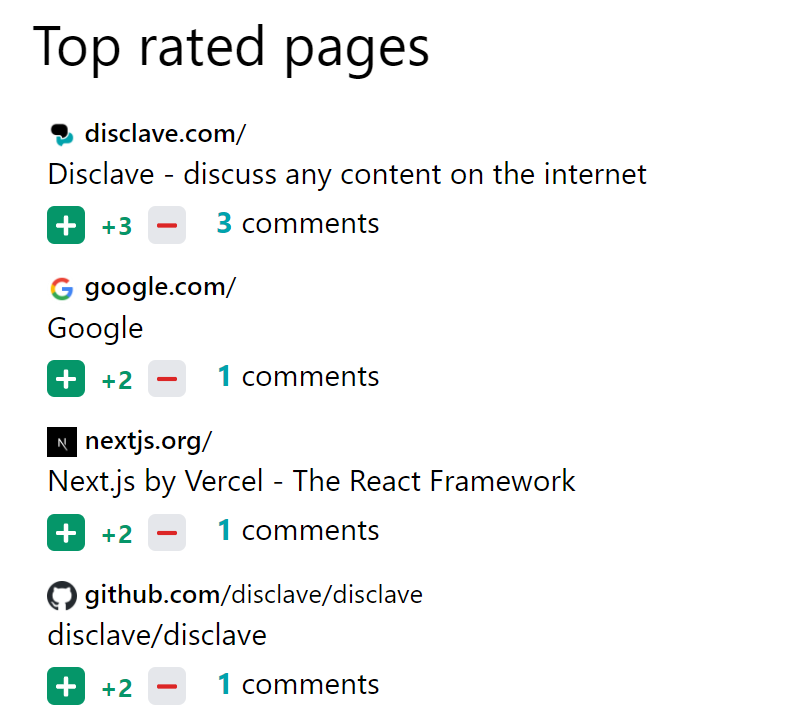 Top rated pages
disclave.com/
Disclave - discuss any content on the internet
+3 3 comments
google.com/
Google
+2 1 comments
N nextjs.org/
Next.js by Vercel - The React Framework
+2 1 comments
github.com/disclave/disclave
disclave/disclave
+2 1 comments